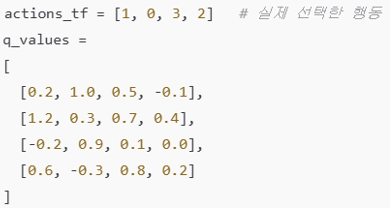 actions_tf = [1, 0, 3, 2]   # 실제 선택한 행동
q_values =
[
  [0.2, 1.0, 0.5, -0.1],
  [1.2, 0.3, 0.7, 0.4],
  [-0.2, 0.9, 0.1, 0.0],
  [0.6, -0.3, 0.8, 0.2]
]